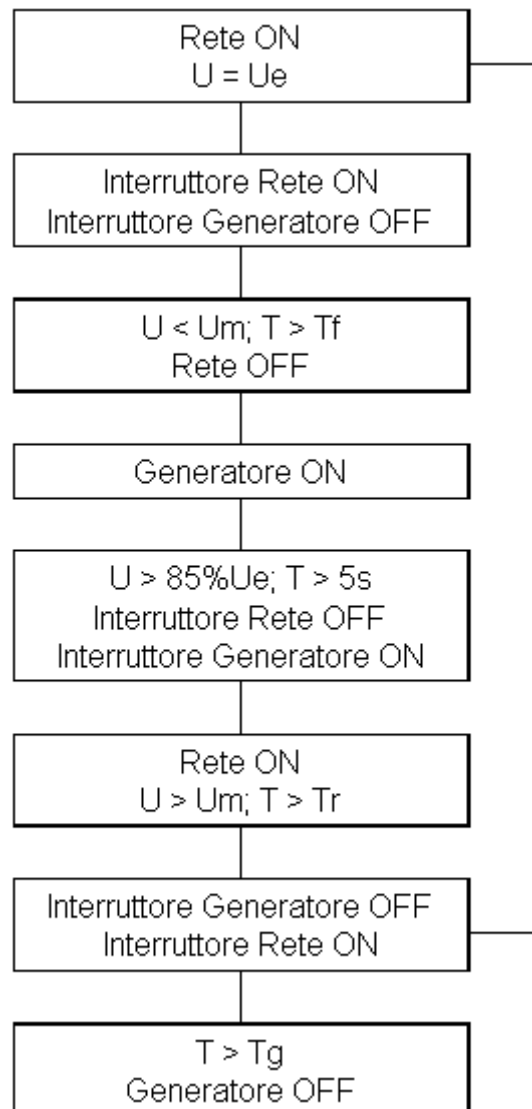 Rete ON
U = Ue
Interruttore Rete ON
Interruttore Generatore OFF
U < Um; T > Tf
Rete OFF
Generatore ON
U > 85%Ue; T > 5s
Interruttore Rete OFF
Interruttore Generatore ON
Rete ON
U > Um; T > Tr
Interruttore Generatore OFF
Interruttore Rete ON
T > Tg
Generatore OFF